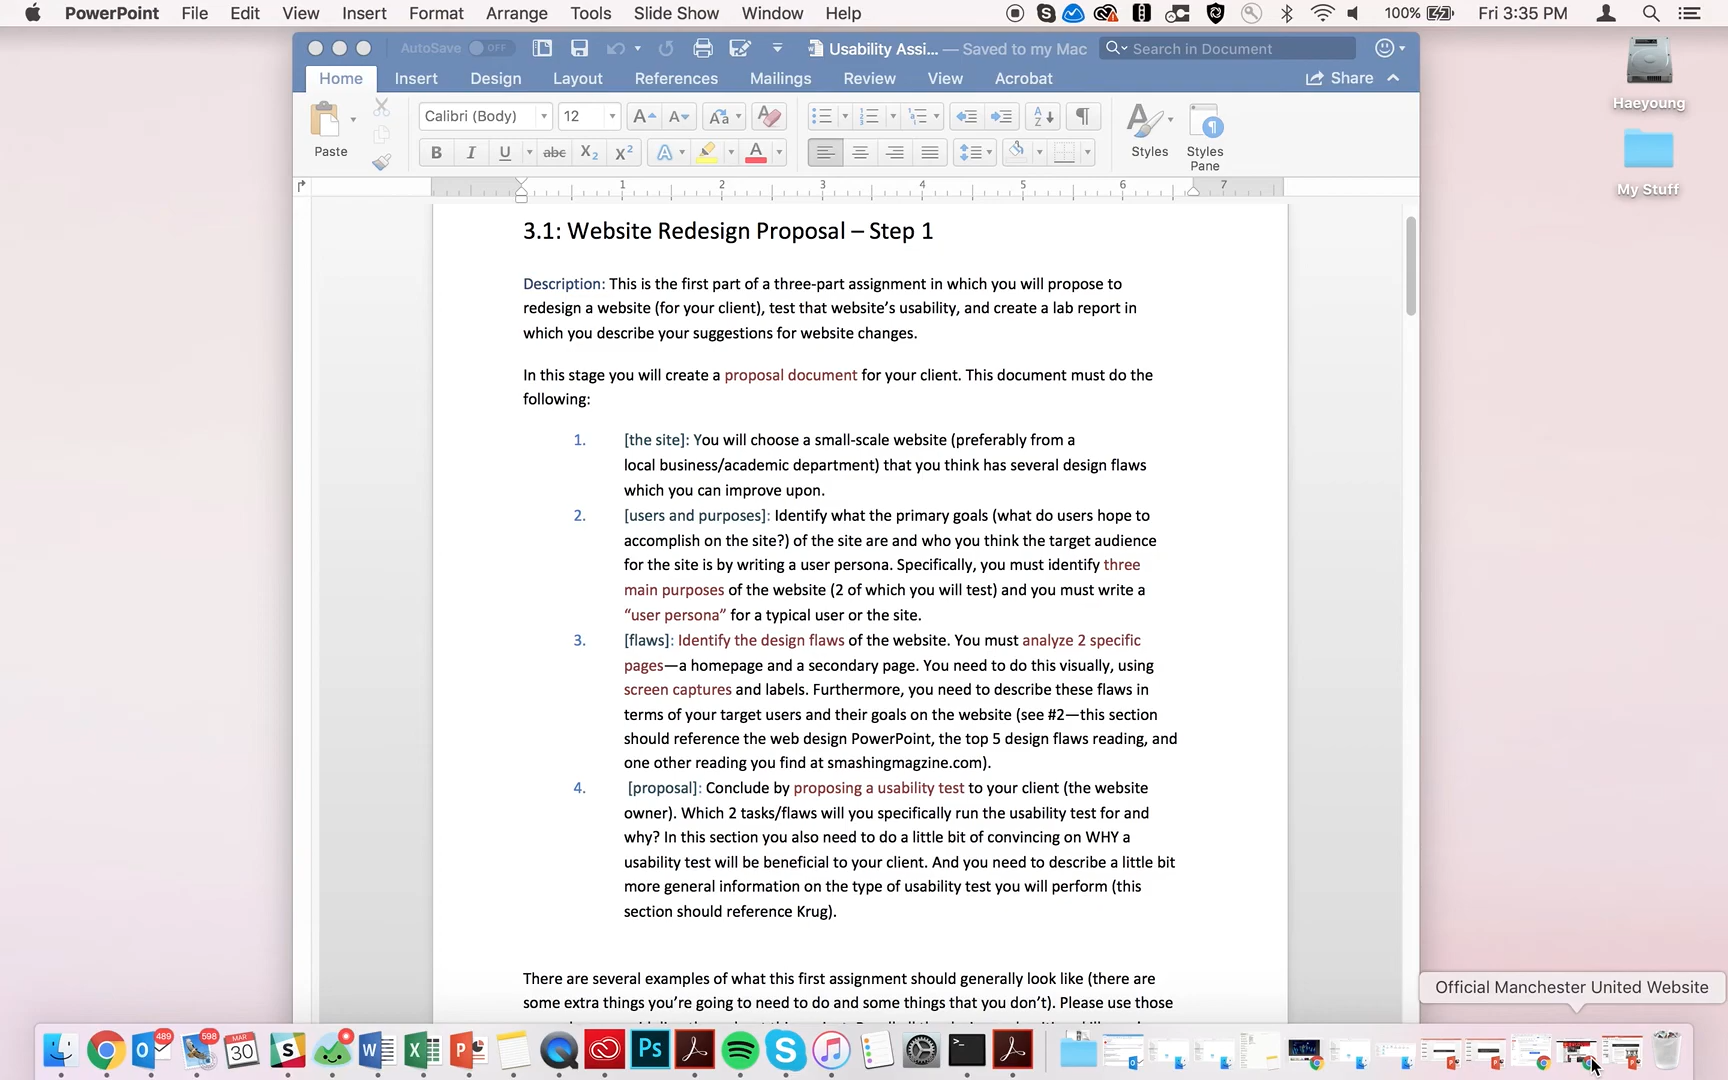 PowerPoint File Edit View Insert Format Arrange Tools Slide Show Window Help 100% Fri 3:35 PM
AutoSave OFF Usability Assi... — Saved to my Mac Search in Document
Home Insert Design Layout References Mailings Review View Acrobat Share
Haeyoung
Calibri (Body) 12
Paste
Styles
Styles Pane
My Stuff
1 2 3 4 5 6 7
3.1: Website Redesign Proposal – Step 1
Description: This is the first part of a three-part assignment in which you will propose to
redesign a website (for your client), test that website's usability, and create a lab report in
which you describe your suggestions for website changes.
In this stage you will create a proposal document for your client. This document must do the
following:
1. [the site]: You will choose a small-scale website (preferably from a
local business/academic department) that you think has several design flaws
which you can improve upon.
2. [users and purposes]: Identify what the primary goals (what do users hope to
accomplish on the site?) of the site are and who you think the target audience
for the site is by writing a user persona. Specifically, you must identify three
main purposes of the website (2 of which you will test) and you must write a
“user persona” for a typical user or the site.
3. [flaws]: Identify the design flaws of the website. You must analyze 2 specific
pages—a homepage and a secondary page. You need to do this visually, using
screen captures and labels. Furthermore, you need to describe these flaws in
terms of your target users and their goals on the website (see #2—this section
should reference the web design PowerPoint, the top 5 design flaws reading, and
one other reading you find at smashingmagzine.com).
4. [proposal]: Conclude by proposing a usability test to your client (the website
owner). Which 2 tasks/flaws will you specifically run the usability test for and
why? In this section you also need to do a little bit of convincing on WHY a
usability test will be beneficial to your client. And you need to describe a little bit
more general information on the type of usability test you will perform (this
section should reference Krug).
There are several examples of what this first assignment should generally look like (there are
some extra things you're going to need to do and some things that you don't). Please use those
Official Manchester United Website
489
598
MAR
30